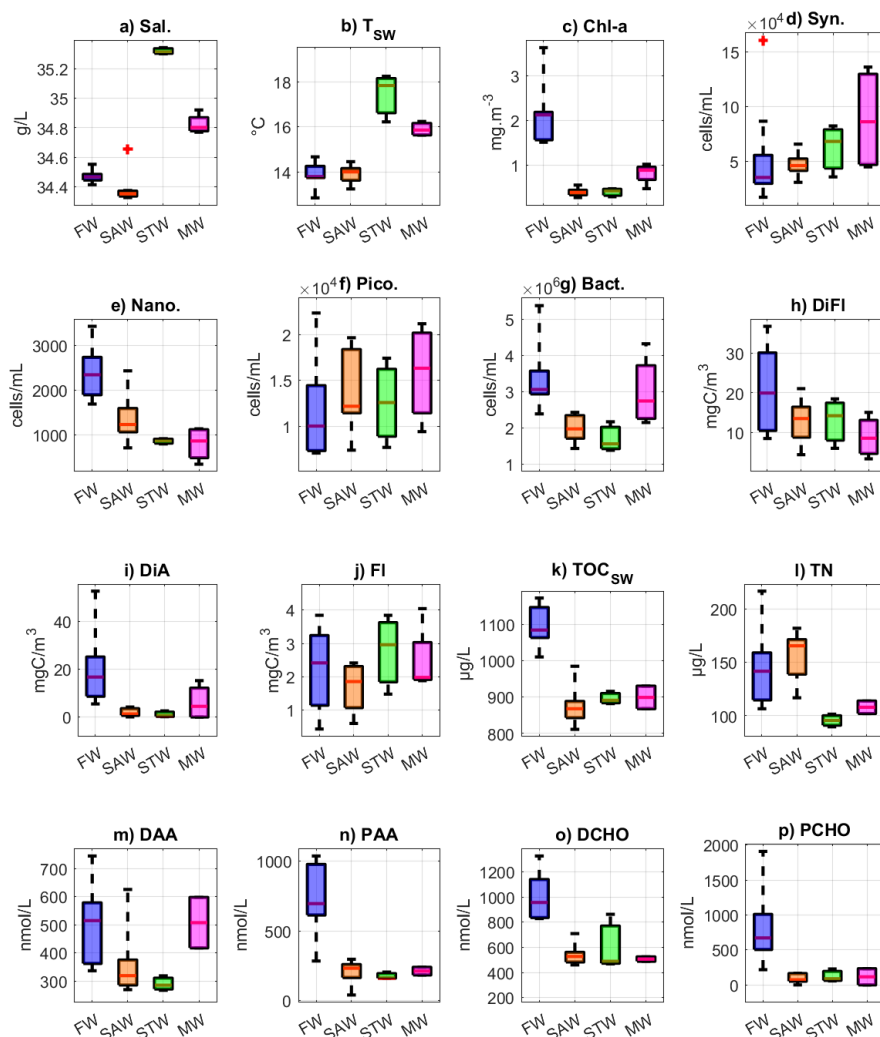 a) Sal.
g/L
35.2
35
34.8
34.6
34.4
FW SAW STW MW
b) T_SW
°C
18
16
14
FW SAW STW MW
c) Chl-a
mg.m⁻³
3
2
1
FW SAW STW MW
×10⁴ d) Syn.
cells/mL
15
10
5
FW SAW STW MW
e) Nano.
cells/mL
3000
2000
1000
FW SAW STW MW
×10⁴ f) Pico.
cells/mL
2
1.5
1
FW SAW STW MW
×10⁶ g) Bact.
cells/mL
5
4
3
2
1
FW SAW STW MW
h) DiFl
mgC/m³
30
20
10
FW SAW STW MW
i) DiA
mgC/m³
40
20
0
FW SAW STW MW
j) Fl
mgC/m³
4
3
2
1
FW SAW STW MW
k) TOC_SW
µg/L
1100
1000
900
800
FW SAW STW MW
l) TN
µg/L
200
150
100
FW SAW STW MW
m) DAA
nmol/L
700
600
500
400
300
FW SAW STW MW
n) PAA
nmol/L
1000
500
0
FW SAW STW MW
o) DCHO
nmol/L
1200
1000
800
600
400
200
FW SAW STW MW
p) PCHO
nmol/L
2000
1500
1000
500
0
FW SAW STW MW